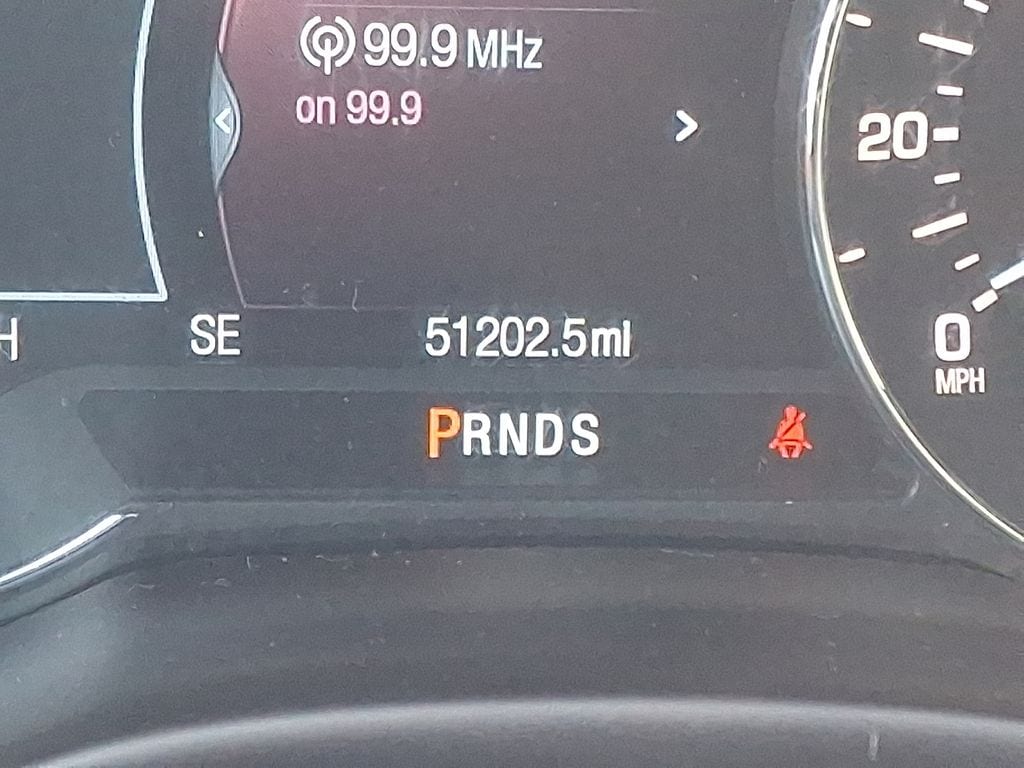 99.9 MHz
on 99.9
20
SE
51202.5mi
0
MPH
PRNDS